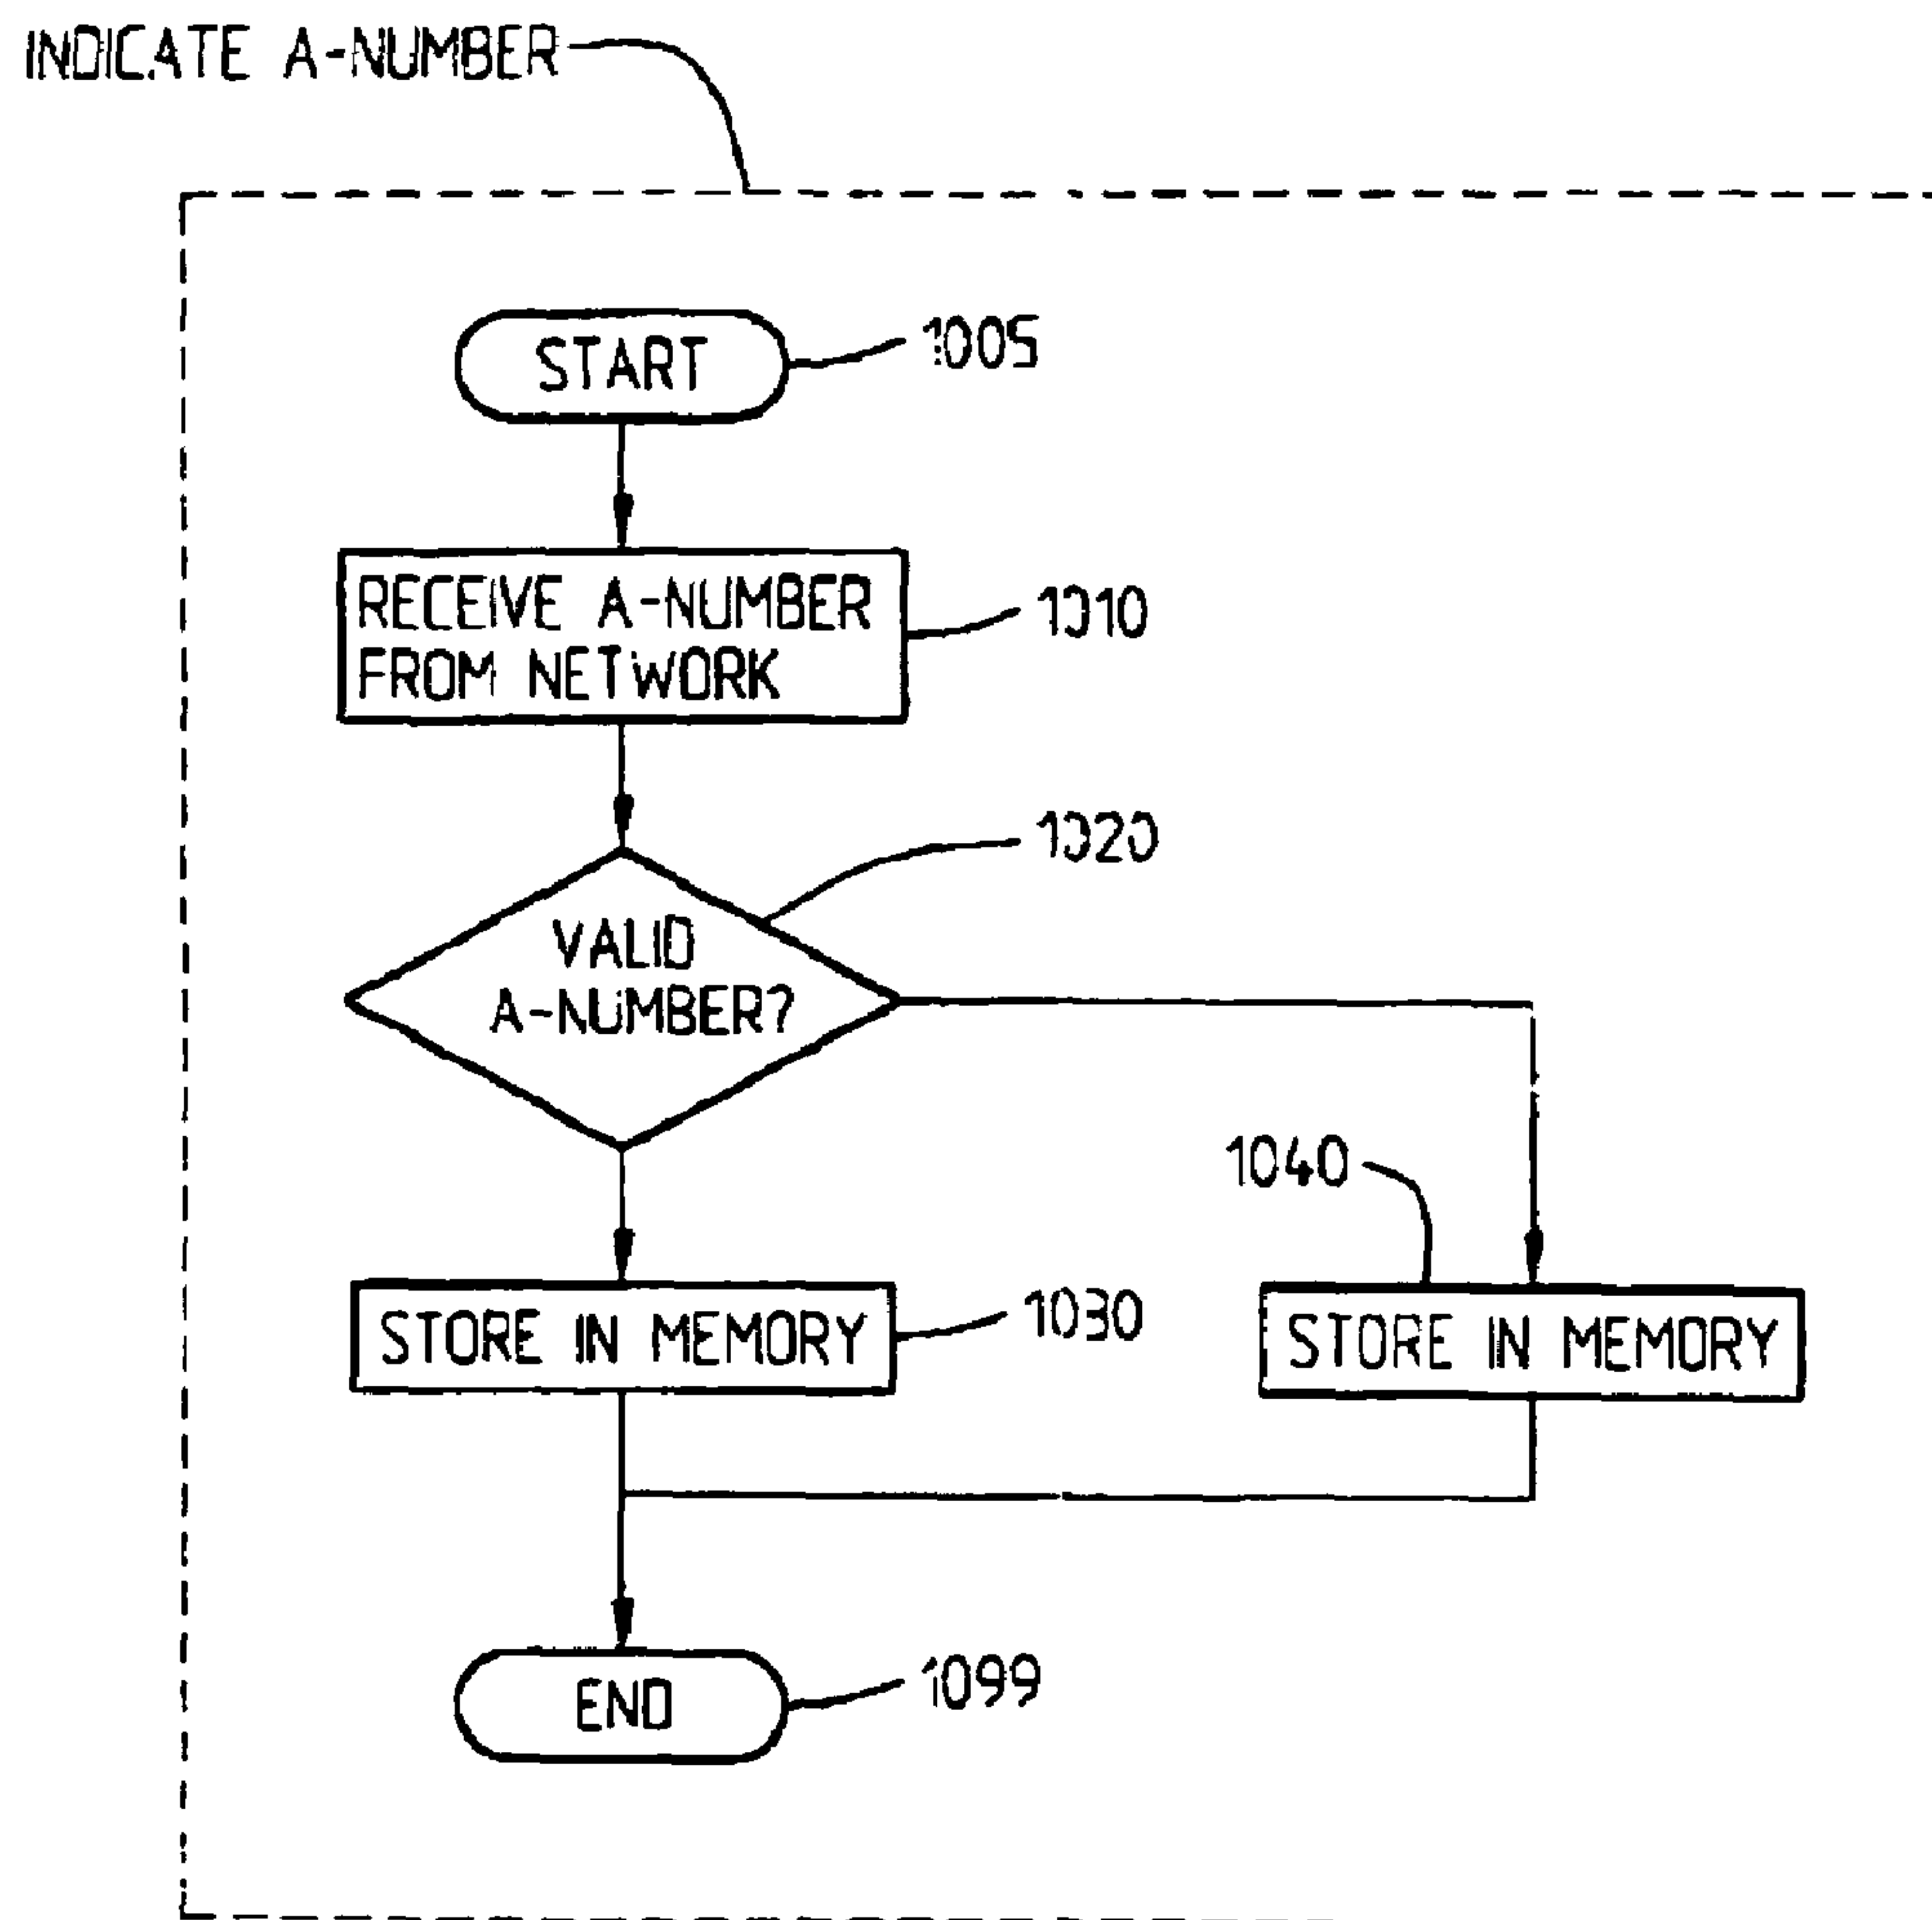 INDICATE A-NUMBER
START
1005
RECEIVE A-NUMBER
FROM NETWORK
1010
1020
VALID
A-NUMBER?
1040
STORE IN MEMORY
1030
STORE IN MEMORY
END
1099